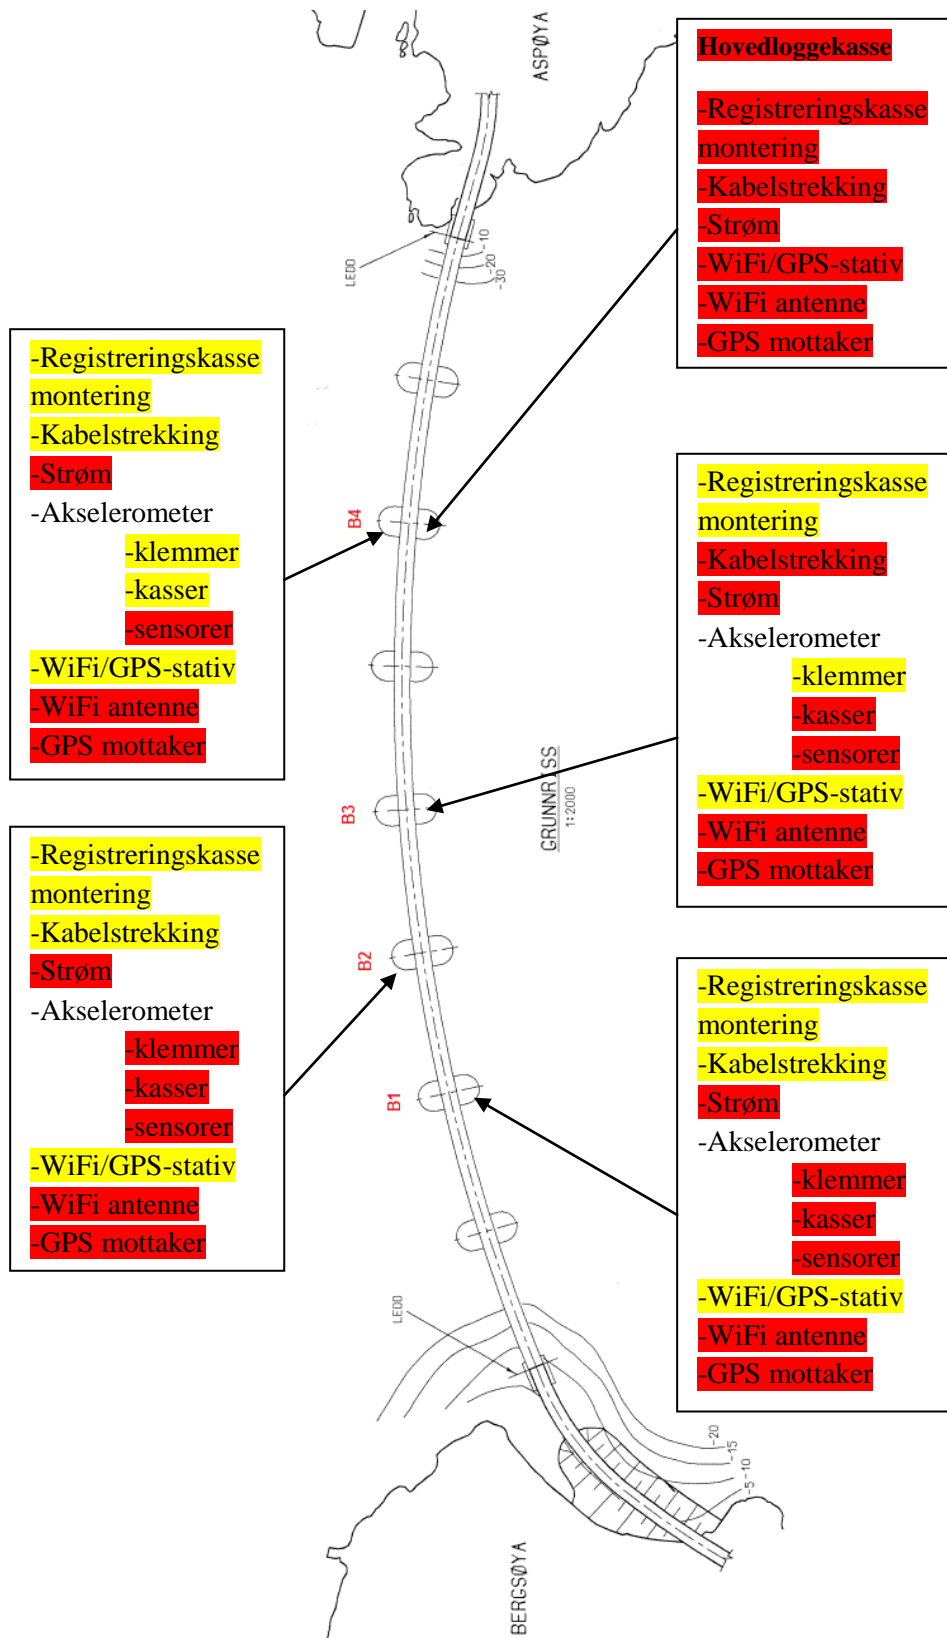 ASPØYA
Hovedloggekasse
-Registreringskasse
montering
-Kabelstrekking
-Strøm
-WiFi/GPS-stativ
-WiFi antenne
-GPS mottaker
LEDD
-10
-20
-30
-Registreringskasse
montering
-Kabelstrekking
-Strøm
-Akselerometer
-klemmer
-kasser
-sensorer
-WiFi/GPS-stativ
-WiFi antenne
-GPS mottaker
B4
-Registreringskasse
montering
-Kabelstrekking
-Strøm
-Akselerometer
-klemmer
-kasser
-sensorer
-WiFi/GPS-stativ
-WiFi antenne
-GPS mottaker
B3
GRUNNRISS
1:2000
-Registreringskasse
montering
-Kabelstrekking
-Strøm
-Akselerometer
-klemmer
-kasser
-sensorer
-WiFi/GPS-stativ
-WiFi antenne
-GPS mottaker
B2
B1
-Registreringskasse
montering
-Kabelstrekking
-Strøm
-Akselerometer
-klemmer
-kasser
-sensorer
-WiFi/GPS-stativ
-WiFi antenne
-GPS mottaker
LEDD
-20
-15
-10
-5
BERGSØYA